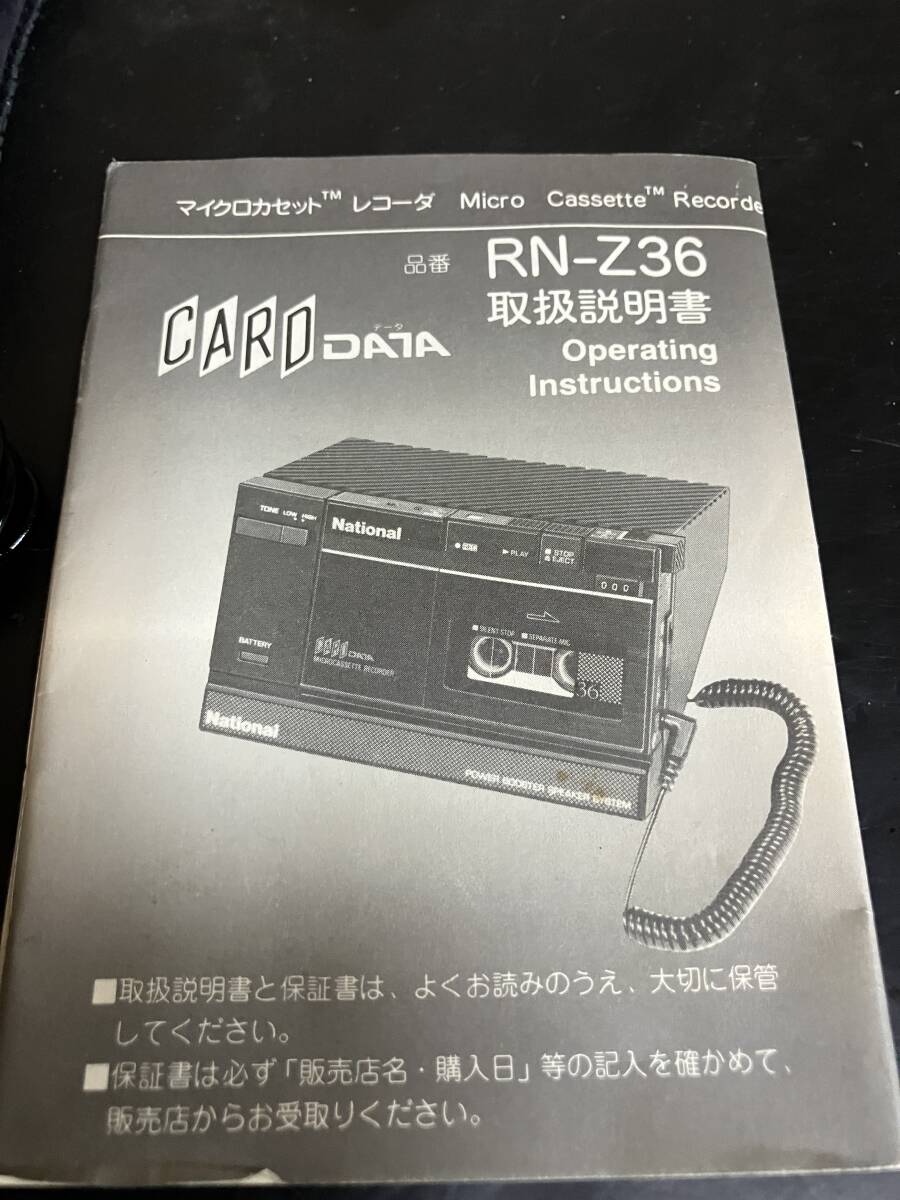 マイクロカセット™ レコーダ Micro Cassette™ Recorde
品番 RN-Z36
取扱説明書
データ
CARD DATA
Operating
Instructions
TONE LOW HIGH
National
PLAY
STOP
EJECT
000
SILENT STOP SEPARATE MIC
BATTERY
CARD DATA
MICROCASSETTE RECORDER
36
National
POWER BOOSTER SPEAKER SYSTEM
■取扱説明書と保証書は、よくお読みのうえ、大切に保管
してください。
■保証書は必ず「販売店名・購入日」等の記入を確かめて、
販売店からお受取りください。